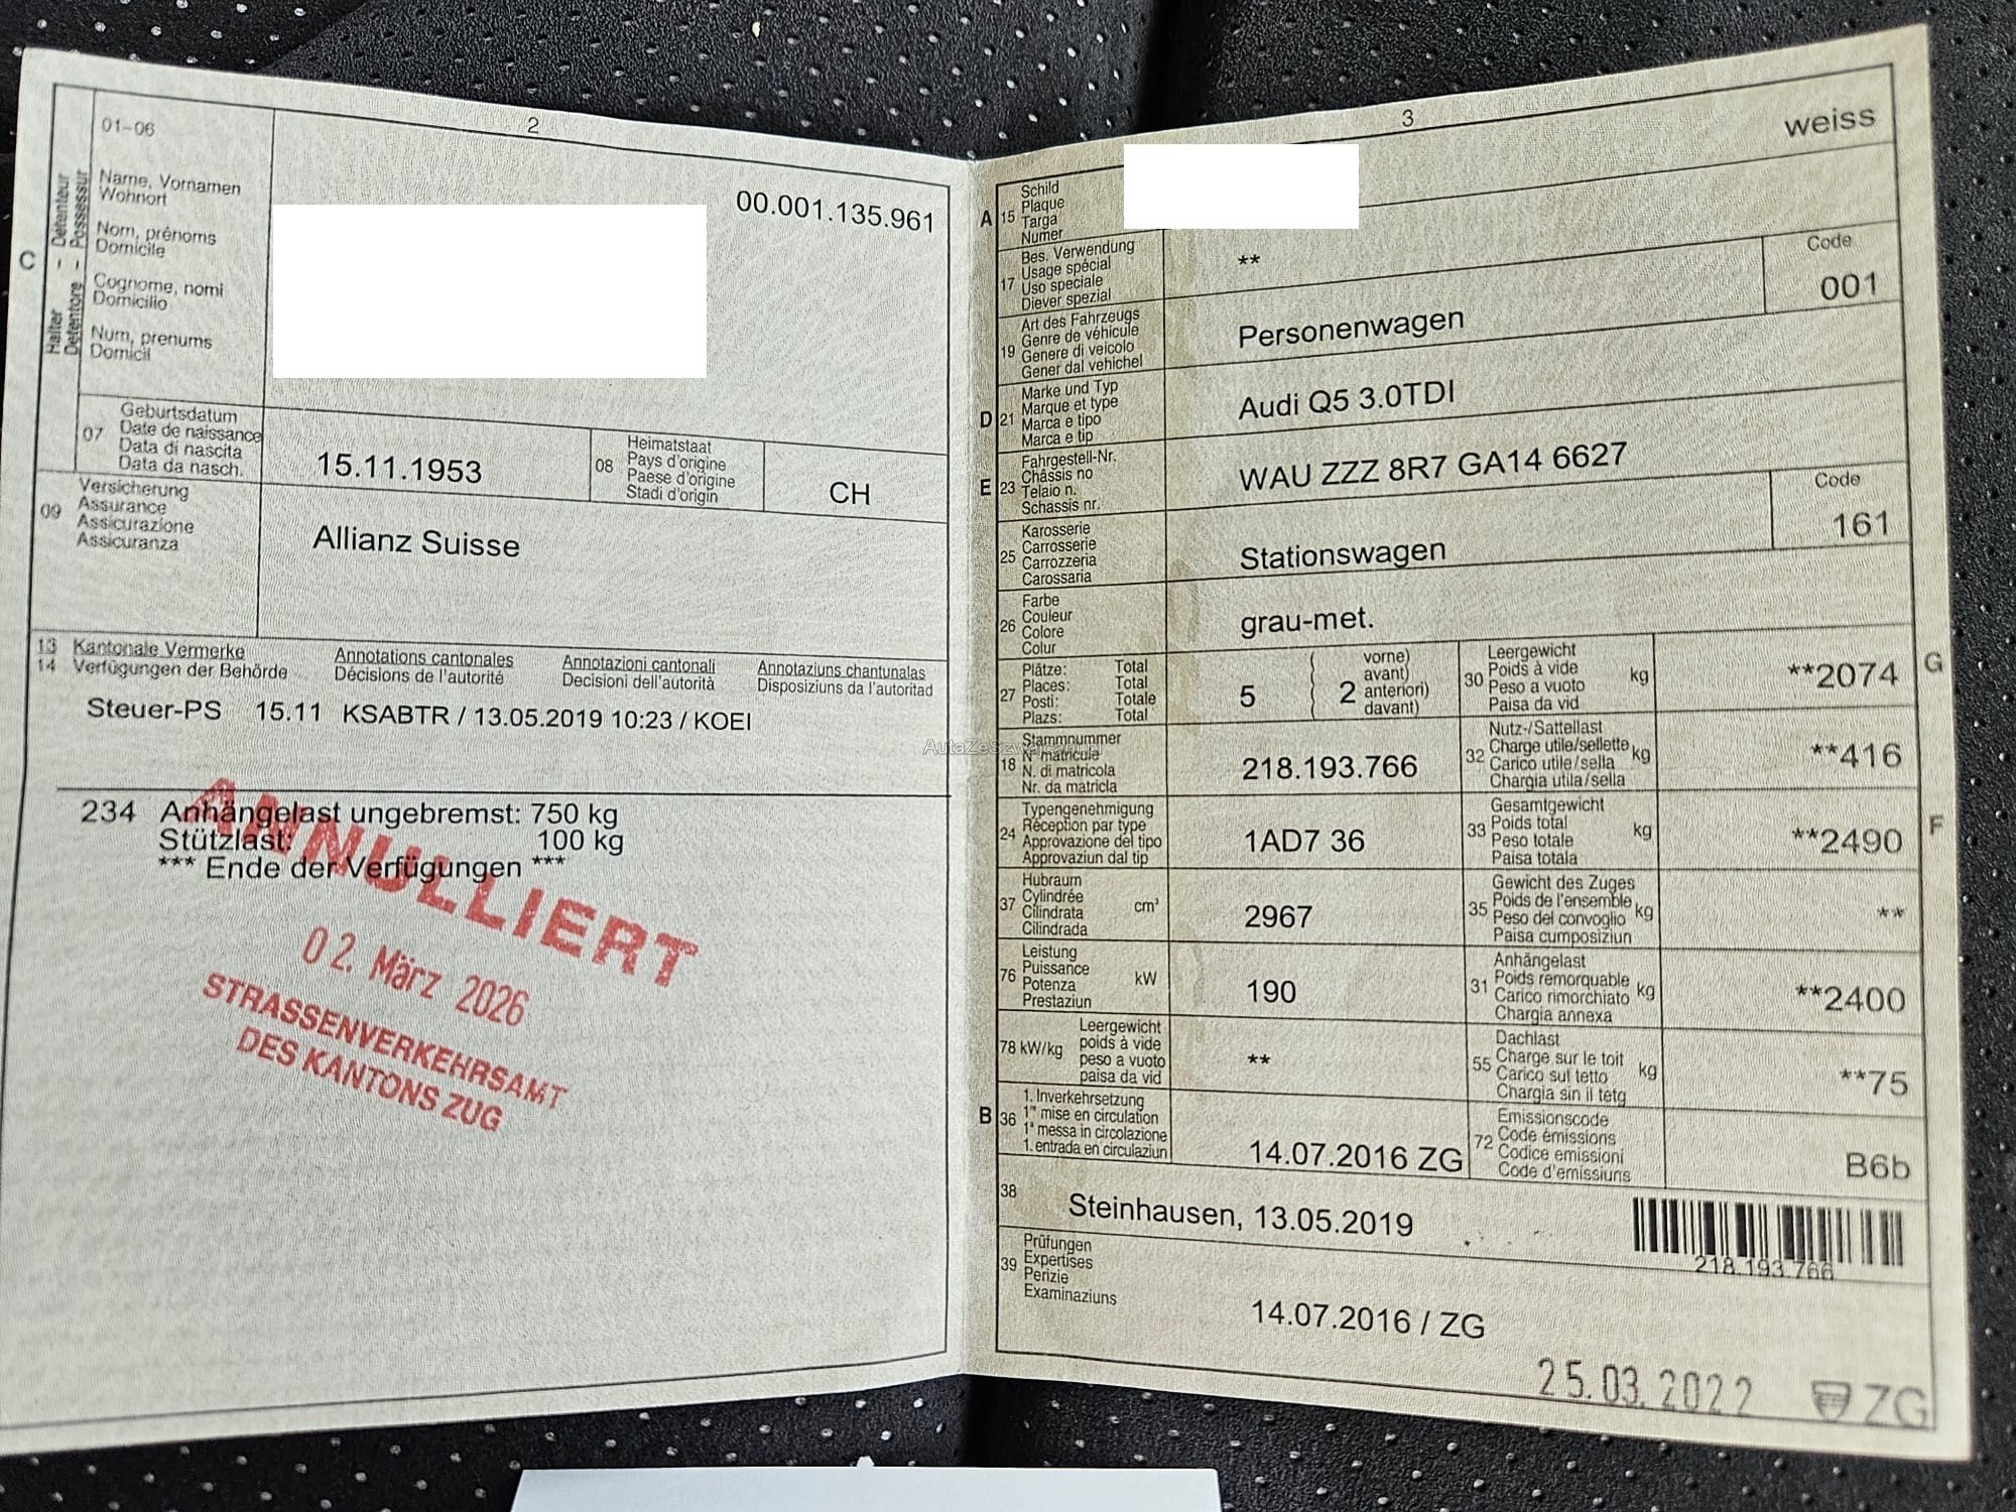 2
01-06
C
Halter - Détenteur
Detentore - Possessur
Name, Vornamen
Wohnort
Nom, prénoms
Domicile
Cognome, nomi
Domicilio
Num, prenums
Domicil
00.001.135.961
07
Geburtsdatum
Date de naissance
Data di nascita
Data da nasch.
15.11.1953
08
Heimatstaat
Pays d'origine
Paese d'origine
Stadi d'origin
CH
09
Versicherung
Assurance
Assicurazione
Assicuranza
Allianz Suisse
13 Kantonale Vermerke Annotations cantonales Annotazioni cantonali Annotaziuns chantunalas
14 Verfügungen der Behörde Décisions de l'autorité Decisioni dell'autorità Disposiziuns da l'autoritad
Steuer-PS 15.11 KSABTR / 13.05.2019 10:23 / KOEI
234 Anhängelast ungebremst: 750 kg
Stützlast: 100 kg
*** Ende der Verfügungen ***
ANNULLIERT
02. März 2026
STRASSENVERKEHRSAMT
DES KANTONS ZUG
3
weiss
A 15
Schild
Plaque
Targa
Numer
17
Bes. Verwendung
Usage spécial
Uso speciale
Diever spezial
**
19
Art des Fahrzeugs
Genre de véhicule
Genere di veicolo
Gener dal vehichel
Personenwagen
Code
001
D 21
Marke und Typ
Marque et type
Marca e tipo
Marca e tip
Audi Q5 3.0TDI
E 23
Fahrgestell-Nr.
Châssis no
Telaio n.
Schassis nr.
WAU ZZZ 8R7 GA14 6627
25
Karosserie
Carrosserie
Carrozzeria
Carossaria
Stationswagen
Code
161
26
Farbe
Couleur
Colore
Colur
grau-met.
27
Plätze: Total
Places: Total
Posti: Totale
Plazs: Total
5
2
vorne)
avant)
anteriori)
davant)
30
Leergewicht
Poids à vide
Peso a vuoto
Paisa da vid
kg
**2074
G
18
Stammnummer
N° matricule
N. di matricola
Nr. da matricla
218.193.766
32
Nutz-/Sattellast
Charge utile/sellette
Carico utile/sella
Chargia utila/sella
kg
**416
24
Typengenehmigung
Réception par type
Approvazione del tipo
Approvaziun dal tip
1AD7 36
33
Gesamtgewicht
Poids total
Peso totale
Paisa totala
kg
**2490
F
37
Hubraum
Cylindrée
Cilindrata
Cilindrada
cm³
2967
35
Gewicht des Zuges
Poids de l'ensemble
Peso del convoglio
Paisa cumposiziun
kg
**
76
Leistung
Puissance
Potenza
Prestaziun
kW
190
31
Anhängelast
Poids remorquable
Carico rimorchiato
Chargia annexa
kg
**2400
78 kW/kg
Leergewicht
poids à vide
peso a vuoto
paisa da vid
**
55
Dachlast
Charge sur le toit
Carico sul tetto
Chargia sin il tetg
kg
**75
B 36
1. Inverkehrsetzung
1re mise en circulation
1a messa in circolazione
1. entrada en circulaziun
14.07.2016 ZG
72
Emissionscode
Code émissions
Codice emissioni
Code d'emissiuns
B6b
38
Steinhausen, 13.05.2019
218.193.766
39
Prüfungen
Expertises
Perizie
Examinaziuns
14.07.2016 / ZG
25.03.2022 ZG